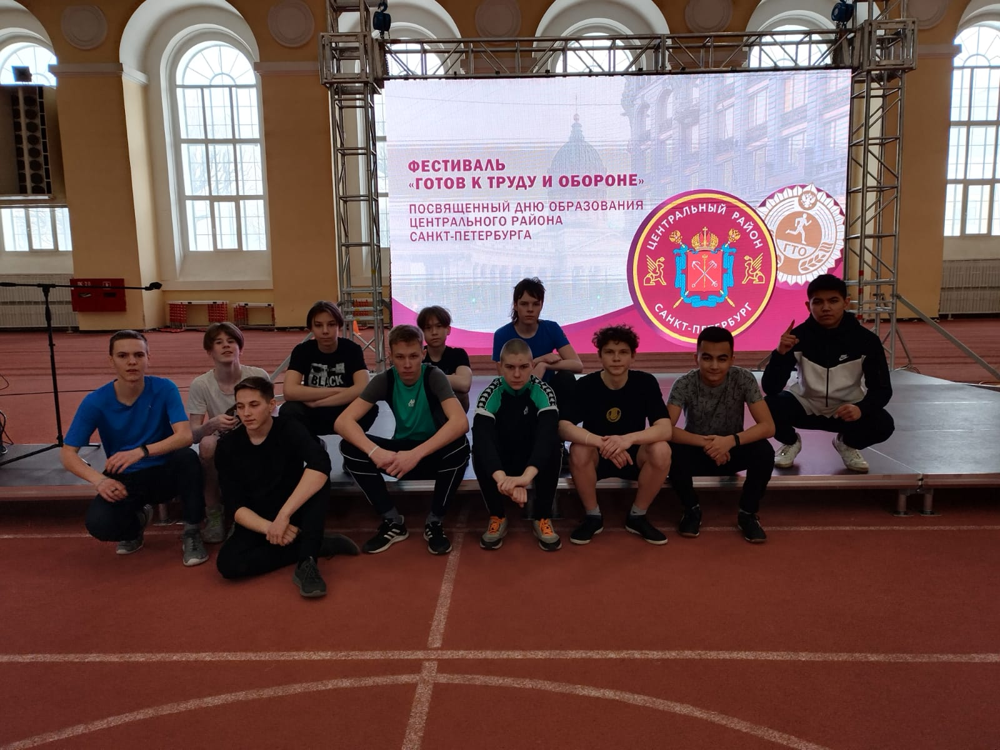 ФЕСТИВАЛЬ
«ГОТОВ К ТРУДУ И ОБОРОНЕ»
ПОСВЯЩЕННЫЙ ДНЮ ОБРАЗОВАНИЯ
ЦЕНТРАЛЬНОГО РАЙОНА
САНКТ-ПЕТЕРБУРГА
ЦЕНТРАЛЬНЫЙ РАЙОН
САНКТ-ПЕТЕРБУРГ
ГТО
BLACK